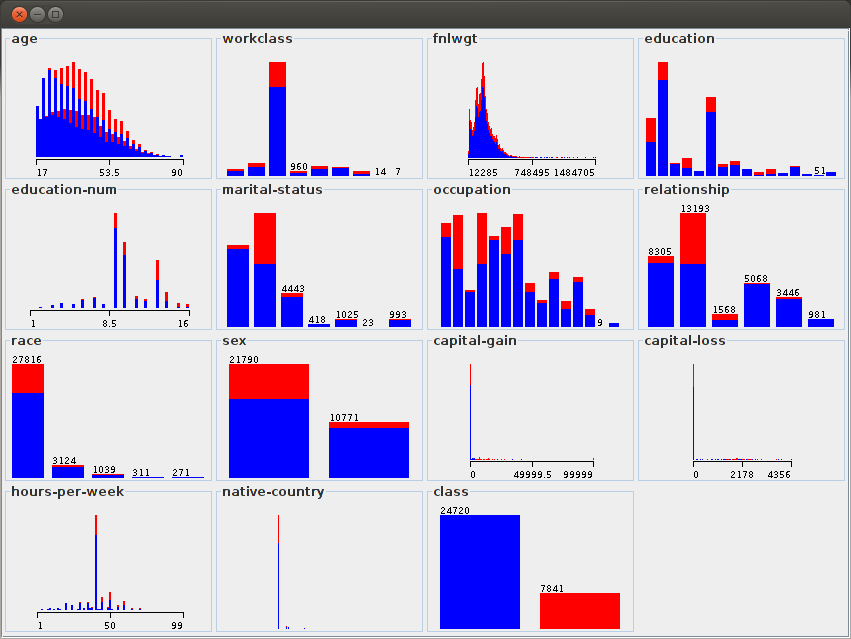 age
17 53.5 90
workclass
960 14 7
fnlwgt
12285 748495 1484705
education
51
education-num
1 8.5 16
marital-status
4443 418 1025 23 993
occupation
9
relationship
8305 13193 1568 5068 3446 981
race
27816 3124 1039 311 271
sex
21790 10771
capital-gain
0 49999.5 99999
capital-loss
0 2178 4356
hours-per-week
1 50 99
native-country
class
24720 7841